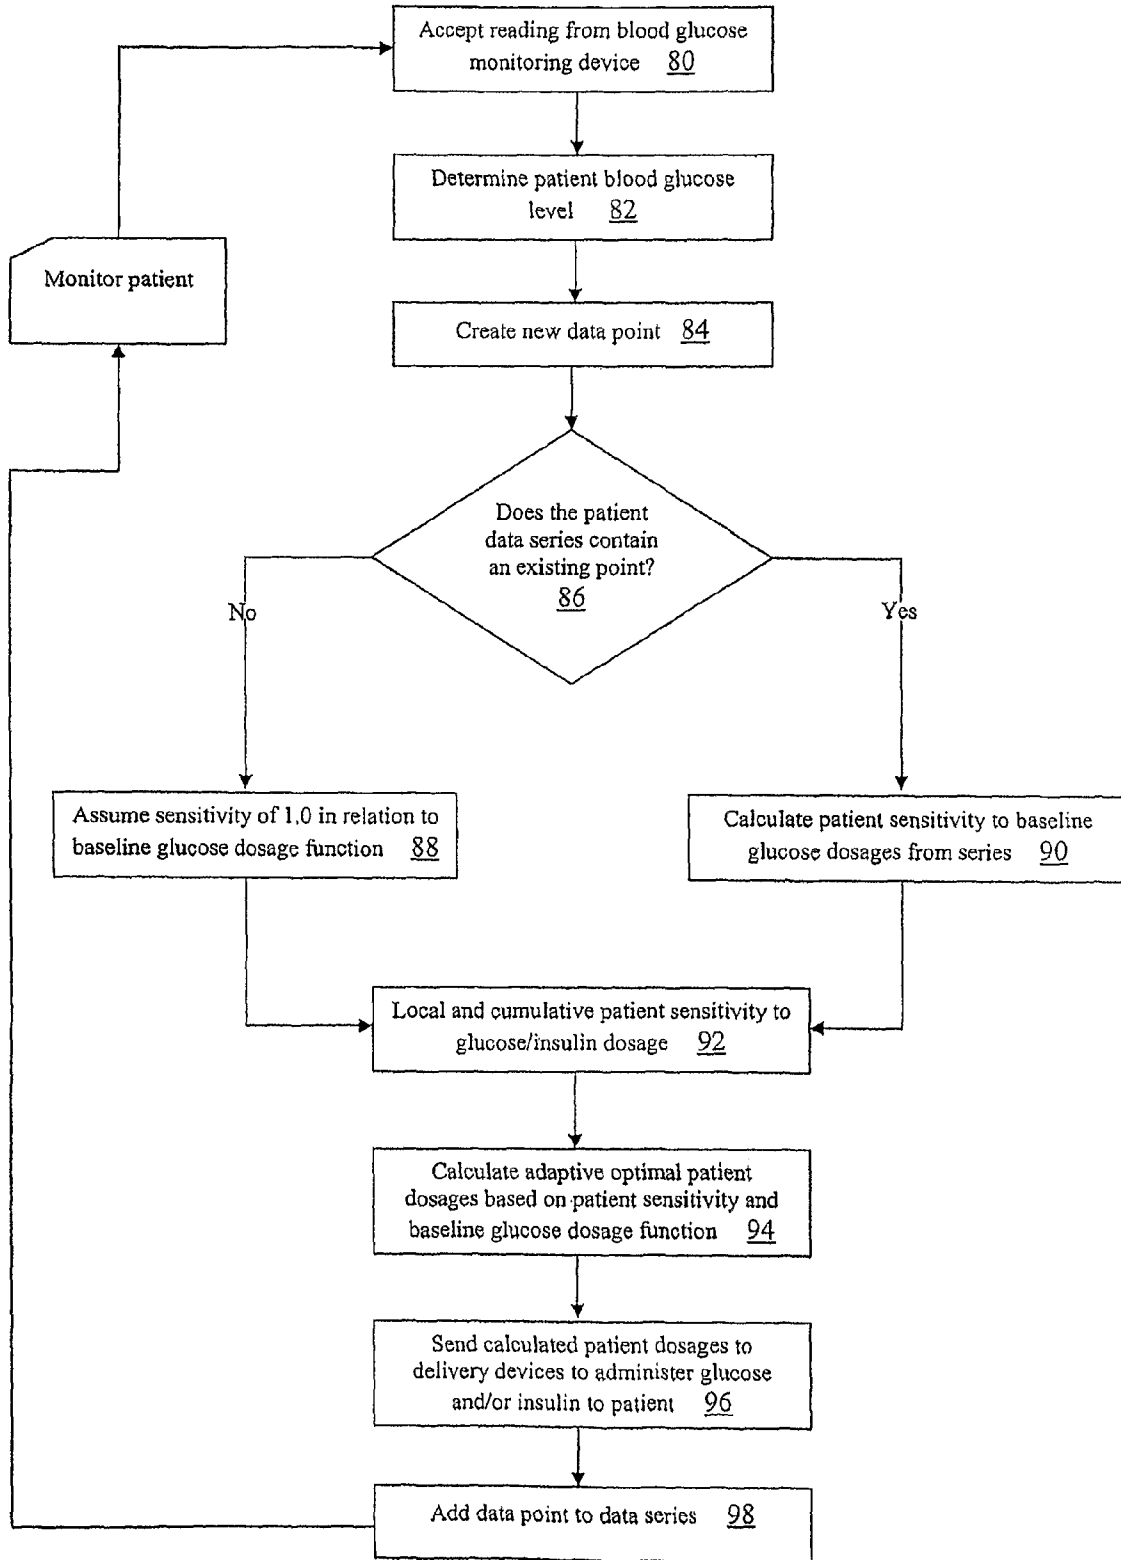 Accept reading from blood glucose
monitoring device 80
Determine patient blood glucose
level 82
Monitor patient
Create new data point 84
Does the patient
data series contain
an existing point?
86
No
Yes
Assume sensitivity of 1,0 in relation to
baseline glucose dosage function 88
Calculate patient sensitivity to baseline
glucose dosages from series 90
Local and cumulative patient sensitivity to
glucose/insulin dosage 92
Calculate adaptive optimal patient
dosages based on patient sensitivity and
baseline glucose dosage function 94
Send calculated patient dosages to
delivery devices to administer glucose
and/or insulin to patient 96
Add data point to data series 98